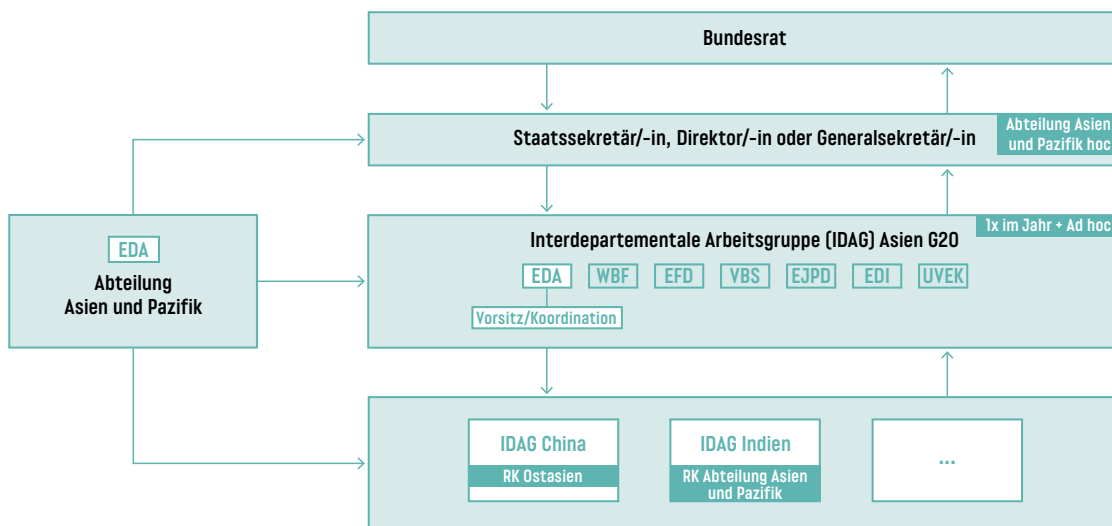 Bundesrat
Staatssekretär/-in, Direktor/-in oder Generalsekretär/-in
Abteilung Asien
und Pazifik hoc
1x im Jahr + Ad hoc
Interdepartementale Arbeitsgruppe (IDAG) Asien G20
EDA WBF EFD VBS EJPD EDI UVEK
Vorsitz/Koordination
EDA
Abteilung
Asien und Pazifik
IDAG China
RK Ostasien
IDAG Indien
RK Abteilung Asien
und Pazifik
...